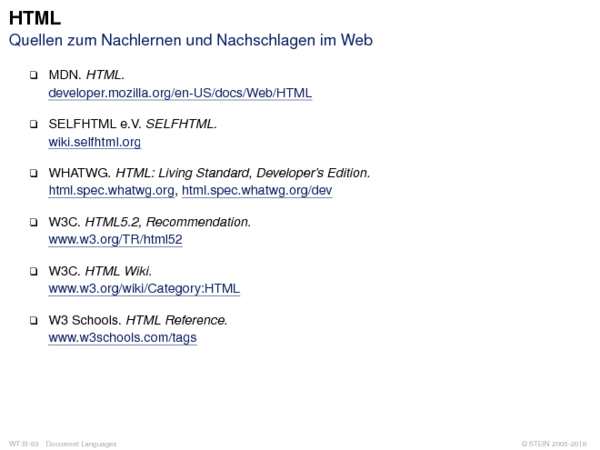 HTML
Quellen zum Nachlernen und Nachschlagen im Web
❑ MDN. HTML.
developer.mozilla.org/en-US/docs/Web/HTML
❑ SELFHTML e.V. SELFHTML.
wiki.selfhtml.org
❑ WHATWG. HTML: Living Standard, Developer's Edition.
html.spec.whatwg.org, html.spec.whatwg.org/dev
❑ W3C. HTML5.2, Recommendation.
www.w3.org/TR/html52
❑ W3C. HTML Wiki.
www.w3.org/wiki/Category:HTML
❑ W3 Schools. HTML Reference.
www.w3schools.com/tags
WT:III-83 Document Languages © STEIN 2005-2018